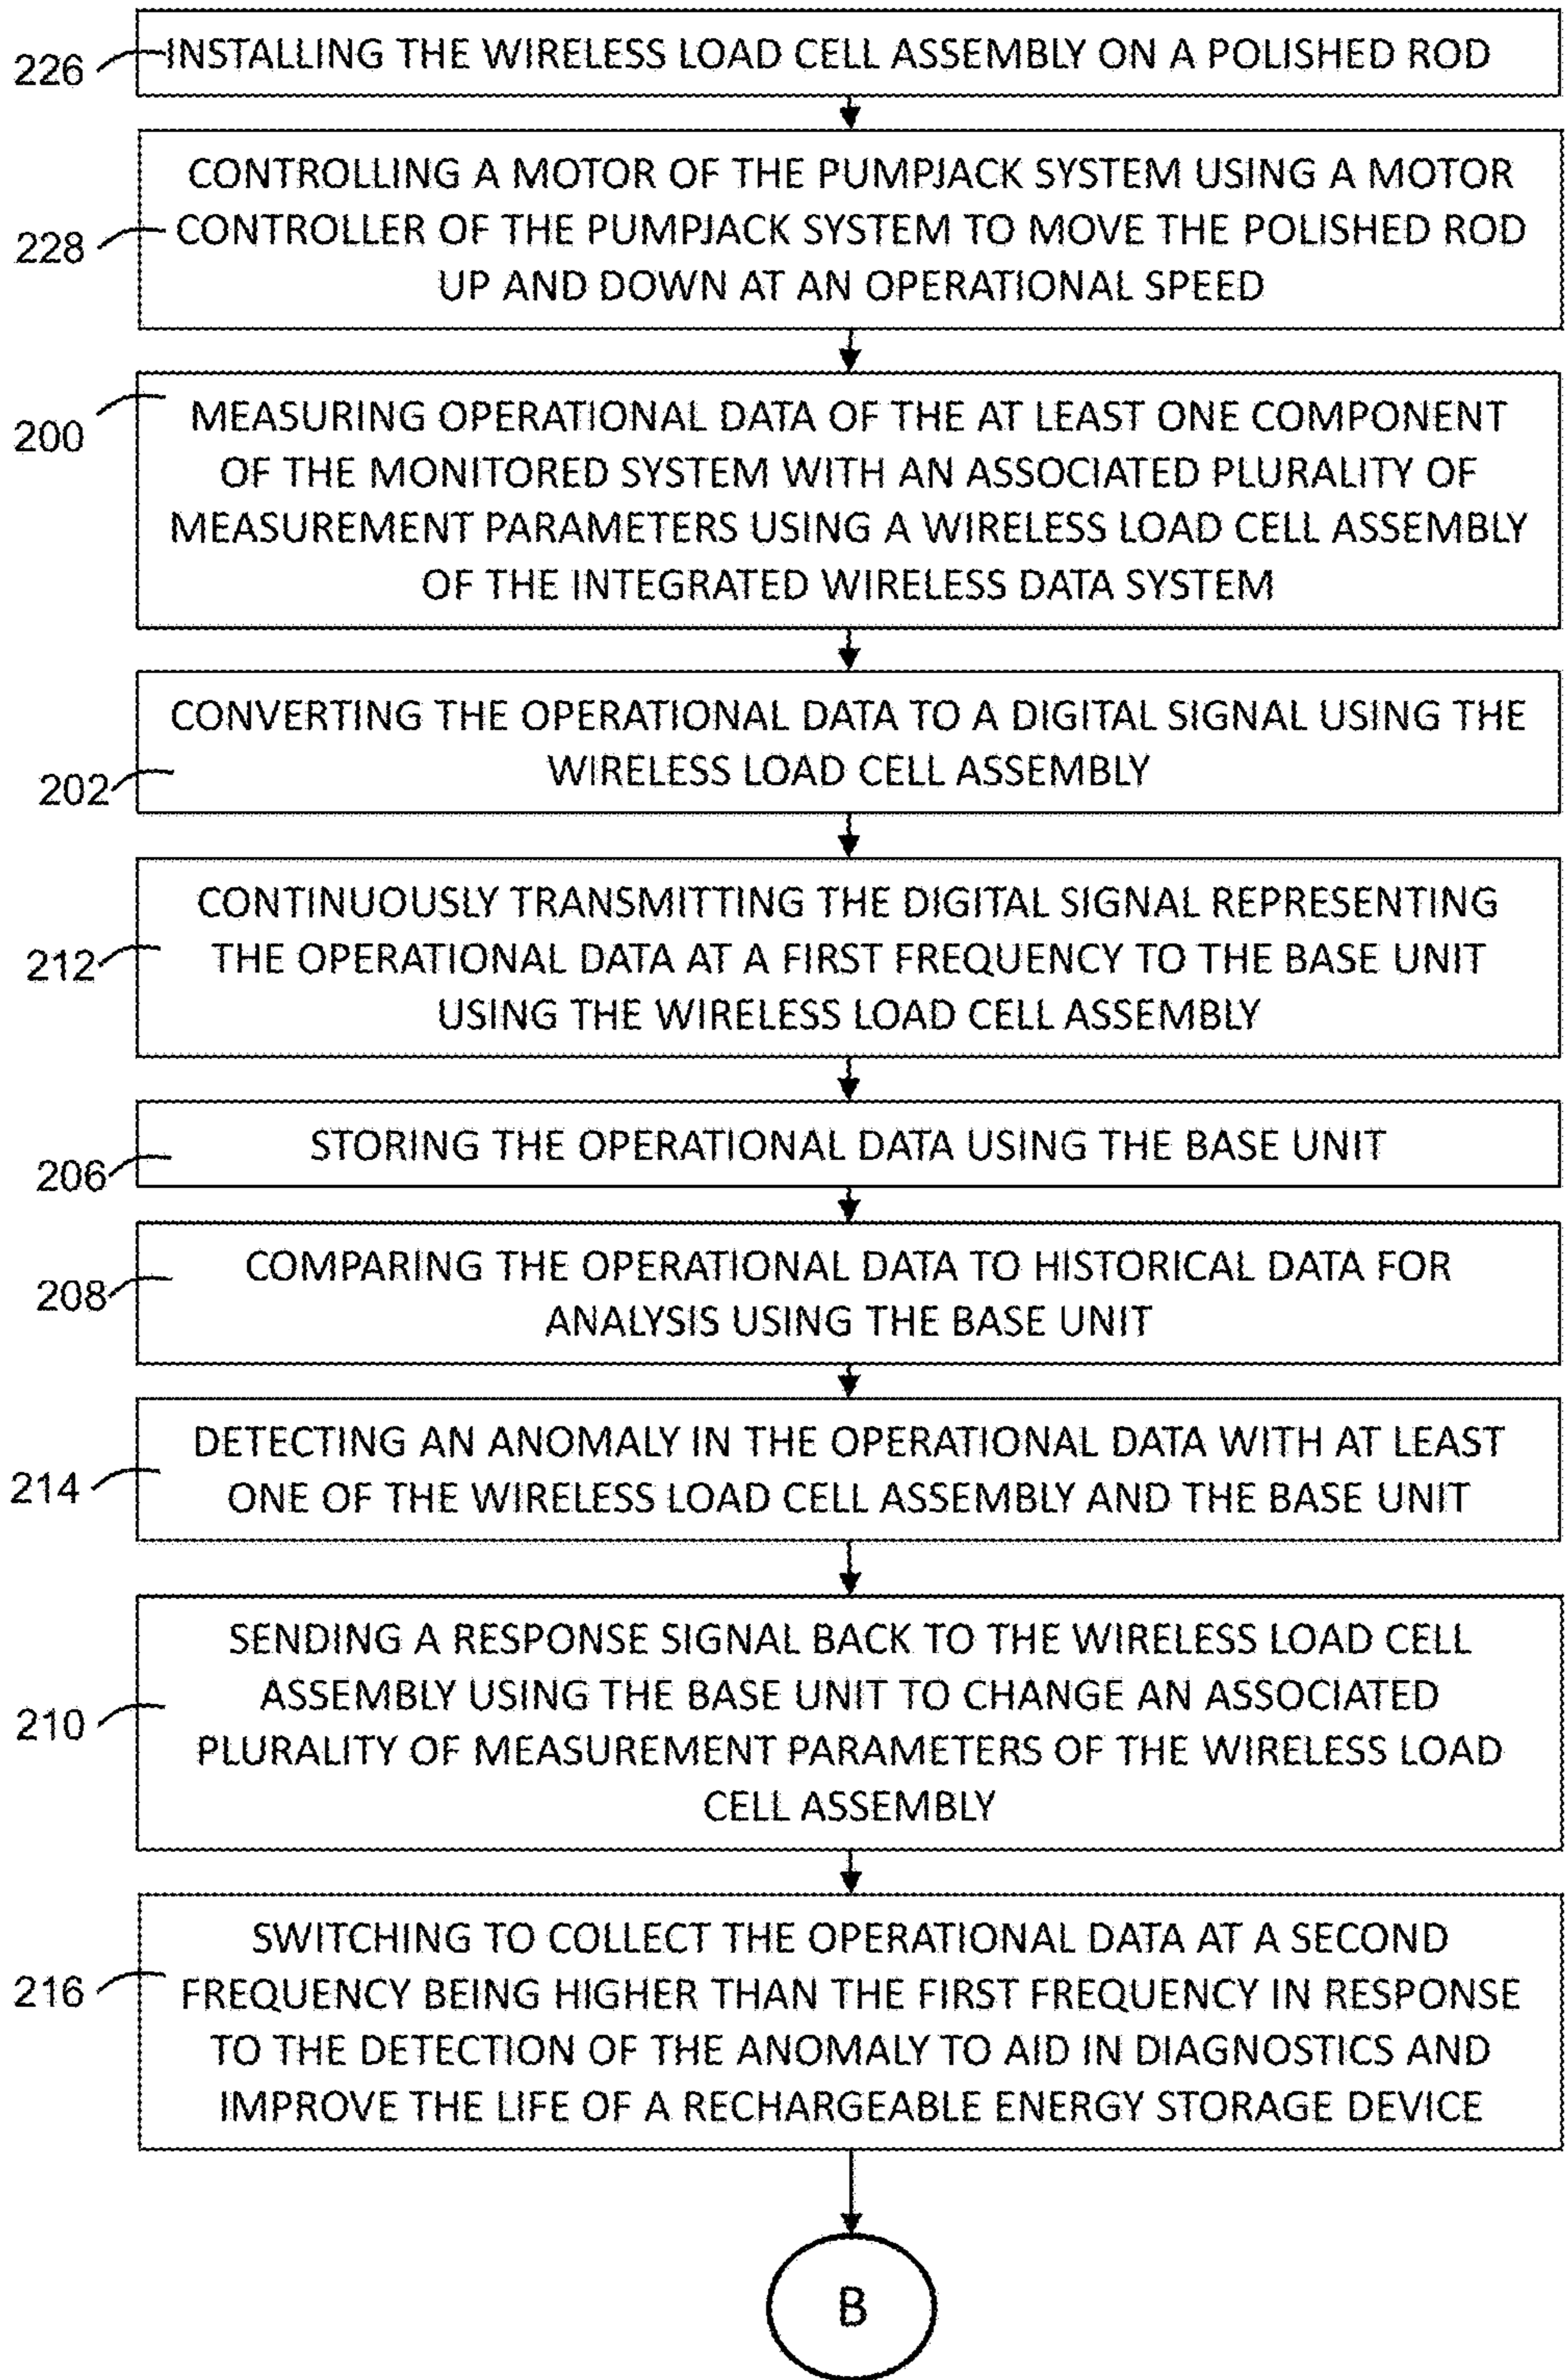 226 INSTALLING THE WIRELESS LOAD CELL ASSEMBLY ON A POLISHED ROD
CONTROLLING A MOTOR OF THE PUMPJACK SYSTEM USING A MOTOR
228 CONTROLLER OF THE PUMPJACK SYSTEM TO MOVE THE POLISHED ROD
UP AND DOWN AT AN OPERATIONAL SPEED
200 MEASURING OPERATIONAL DATA OF THE AT LEAST ONE COMPONENT
OF THE MONITORED SYSTEM WITH AN ASSOCIATED PLURALITY OF
MEASUREMENT PARAMETERS USING A WIRELESS LOAD CELL ASSEMBLY
OF THE INTEGRATED WIRELESS DATA SYSTEM
CONVERTING THE OPERATIONAL DATA TO A DIGITAL SIGNAL USING THE
202 WIRELESS LOAD CELL ASSEMBLY
CONTINUOUSLY TRANSMITTING THE DIGITAL SIGNAL REPRESENTING
212 THE OPERATIONAL DATA AT A FIRST FREQUENCY TO THE BASE UNIT
USING THE WIRELESS LOAD CELL ASSEMBLY
206 STORING THE OPERATIONAL DATA USING THE BASE UNIT
208 COMPARING THE OPERATIONAL DATA TO HISTORICAL DATA FOR
ANALYSIS USING THE BASE UNIT
DETECTING AN ANOMALY IN THE OPERATIONAL DATA WITH AT LEAST
214 ONE OF THE WIRELESS LOAD CELL ASSEMBLY AND THE BASE UNIT
SENDING A RESPONSE SIGNAL BACK TO THE WIRELESS LOAD CELL
210 ASSEMBLY USING THE BASE UNIT TO CHANGE AN ASSOCIATED
PLURALITY OF MEASUREMENT PARAMETERS OF THE WIRELESS LOAD
CELL ASSEMBLY
SWITCHING TO COLLECT THE OPERATIONAL DATA AT A SECOND
216 FREQUENCY BEING HIGHER THAN THE FIRST FREQUENCY IN RESPONSE
TO THE DETECTION OF THE ANOMALY TO AID IN DIAGNOSTICS AND
IMPROVE THE LIFE OF A RECHARGEABLE ENERGY STORAGE DEVICE
B